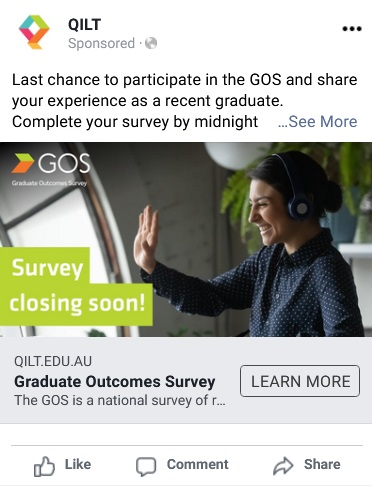 QILT
Sponsored ·
Last chance to participate in the GOS and share
your experience as a recent graduate.
Complete your survey by midnight ...See More
GOS
Graduate Outcomes Survey
Survey
closing soon!
QILT.EDU.AU
Graduate Outcomes Survey
The GOS is a national survey of r...
LEARN MORE
Like Comment Share